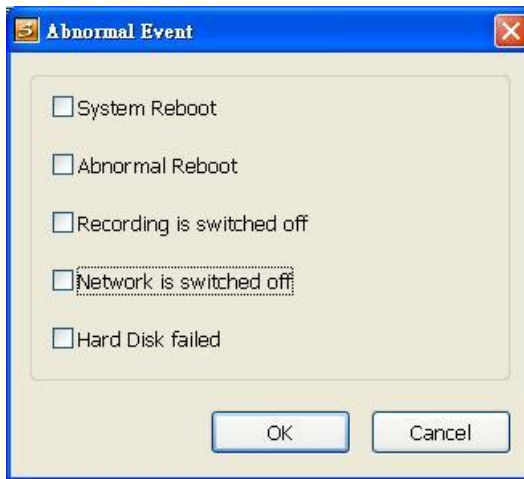 Abnormal Event
System Reboot
Abnormal Reboot
Recording is switched off
Network is switched off
Hard Disk failed
OK Cancel